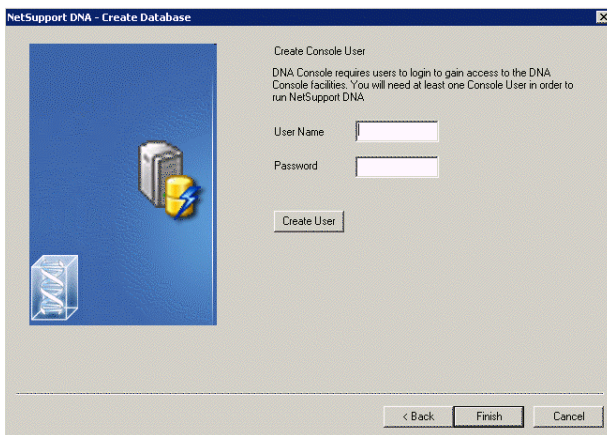 NetSupport DNA - Create Database
Create Console User
DNA Console requires users to login to gain access to the DNA
Console facilities. You will need at least one Console User in order to
run NetSupport DNA
User Name
Password
Create User
< Back
Finish
Cancel